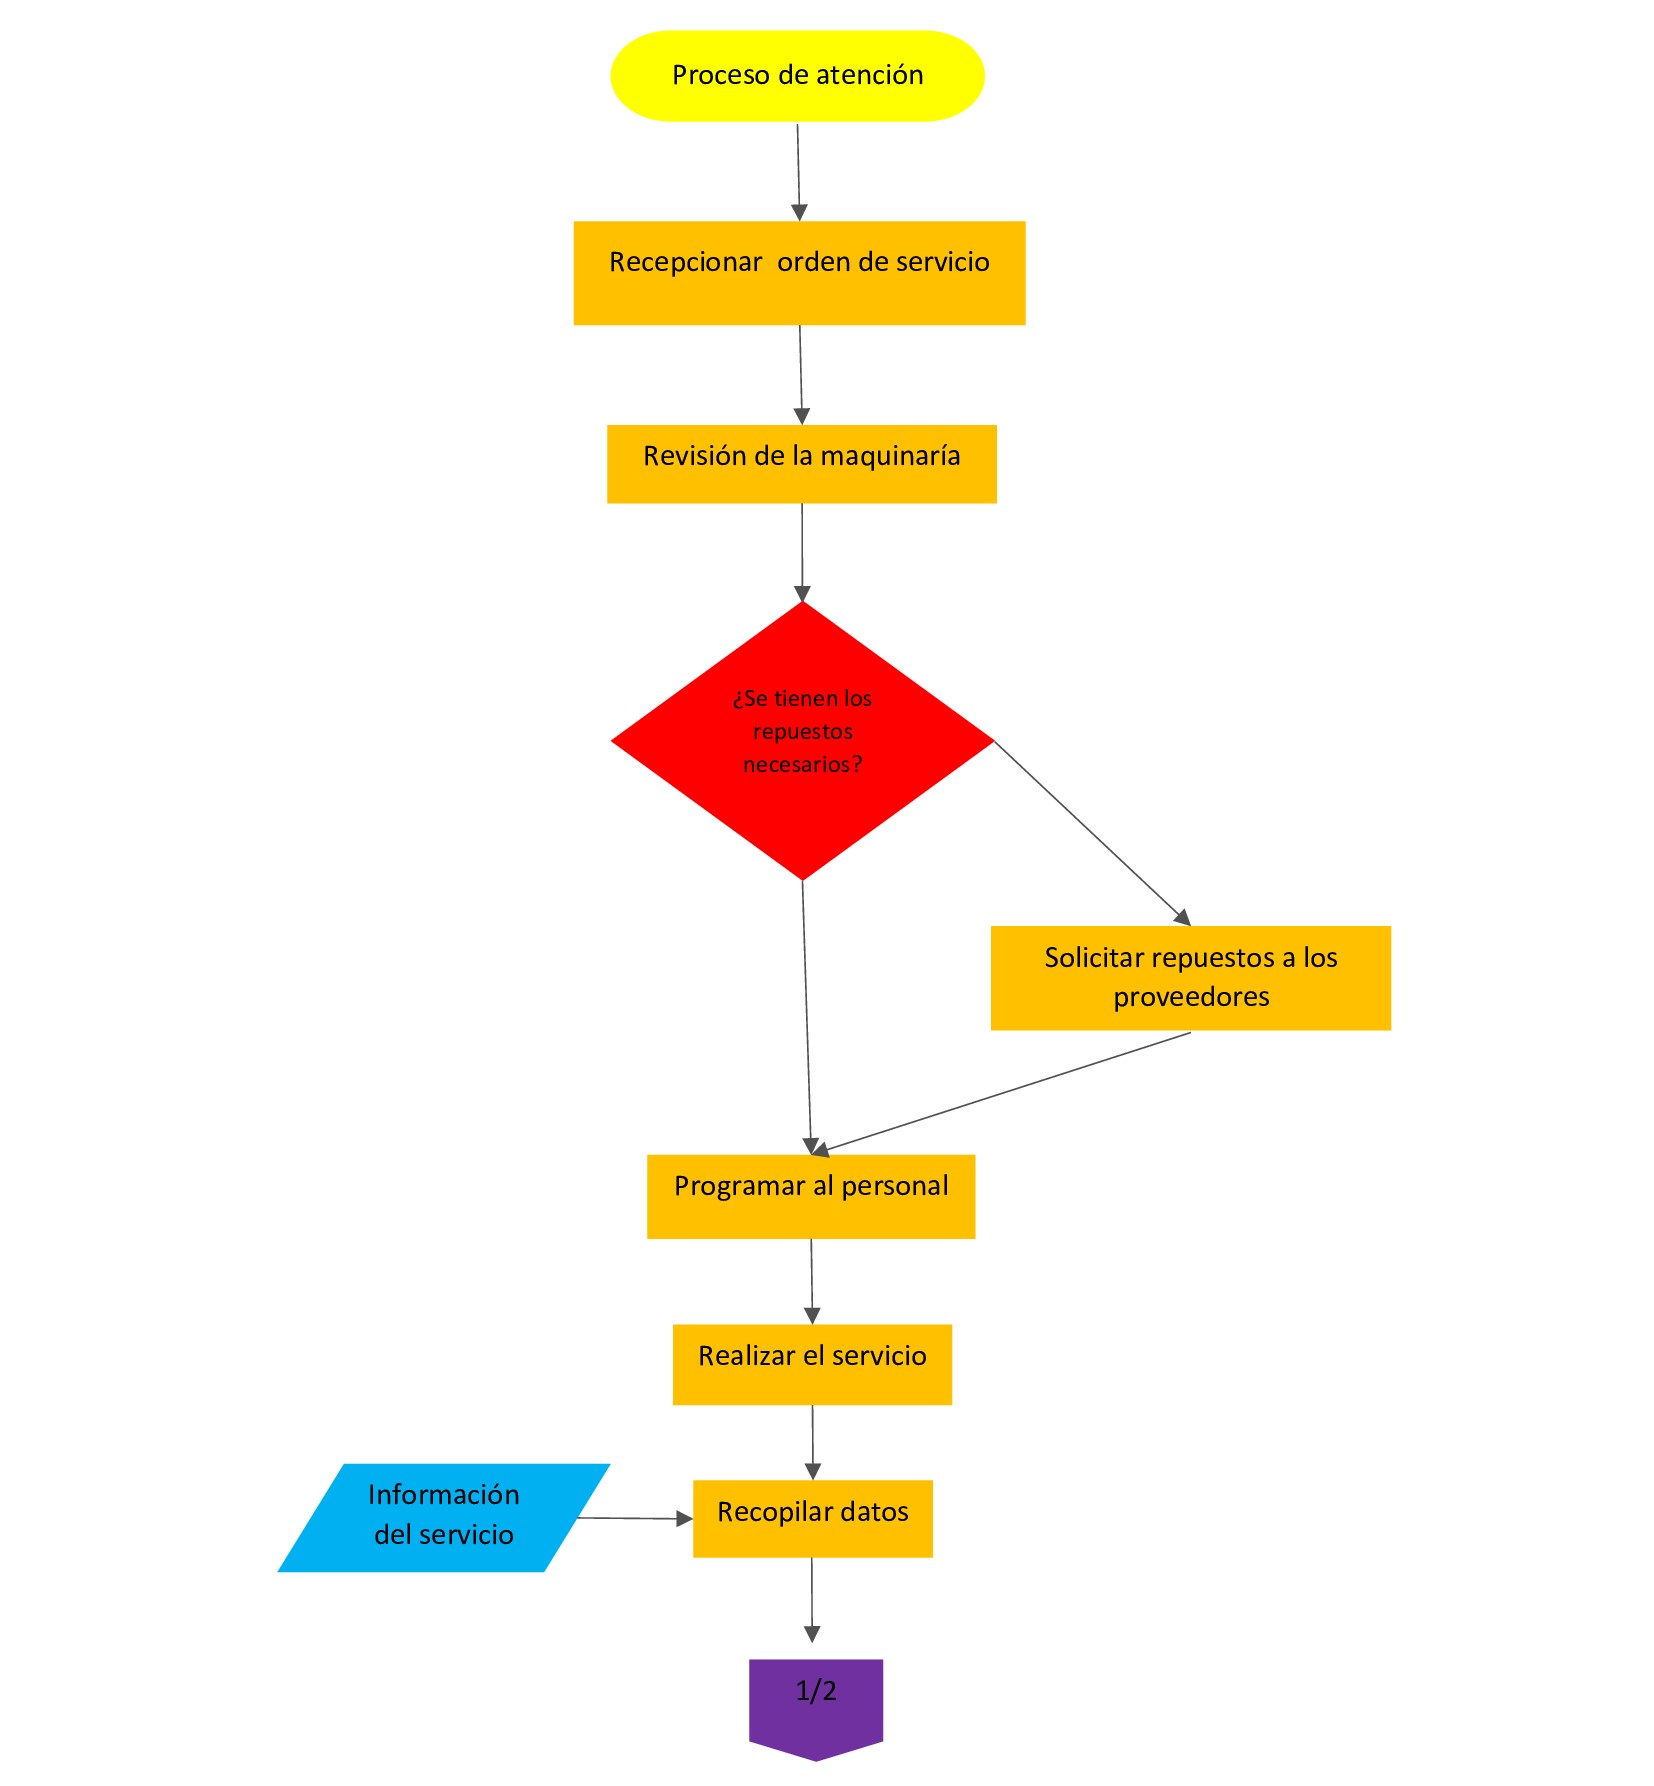 Proceso de atención
Recepcionar  orden de servicio
Revisión de la maquinaría
¿Se tienen los
repuestos
necesarios?
Solicitar repuestos a los
proveedores
Programar al personal
Realizar el servicio
Información
del servicio
Recopilar datos
1/2